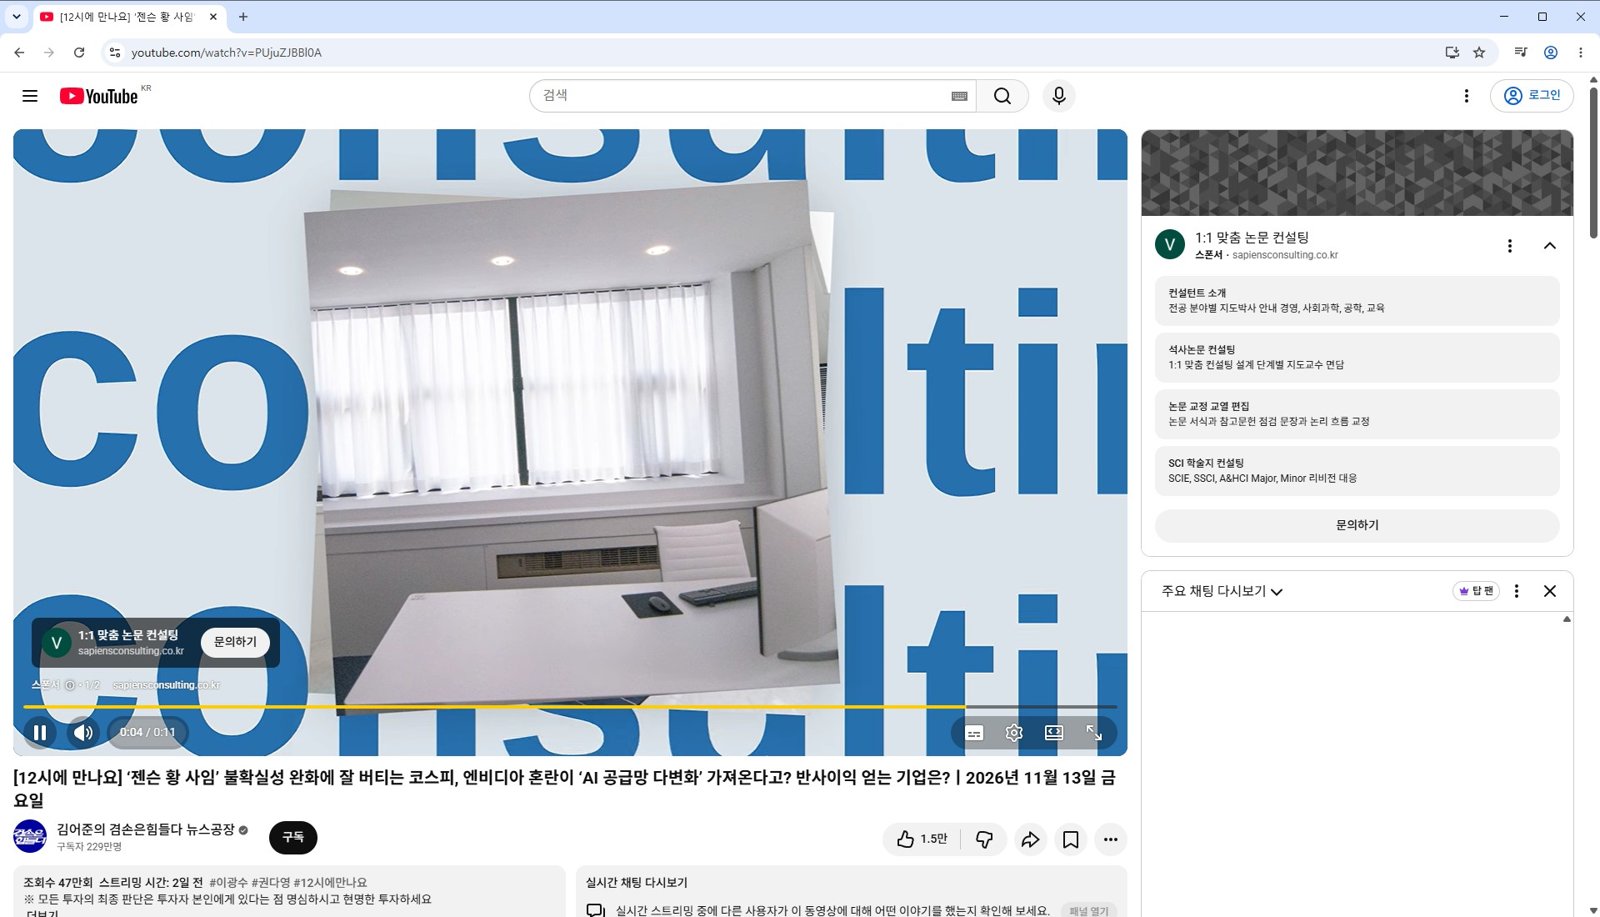 [12시에 만나요] '젠슨 황 사임'
youtube.com/watch?v=PUjuZJBBl0A
YouTube KR
검색
로그인
consulti
consulti
consulti
1:1 맞춤 논문 컨설팅
sapiensconsulting.co.kr
문의하기
스폰서 · 1/2 sapiensconsulting.co.kr
0:04 / 0:11
[12시에 만나요] ‘젠슨 황 사임’ 불확실성 완화에 잘 버티는 코스피, 엔비디아 혼란이 ‘AI 공급망 다변화’ 가져온다고? 반사이익 얻는 기업은?ㅣ2026년 11월 13일 금
요일
김어준의 겸손은힘들다 뉴스공장
구독자 229만명
구독
1.5만
조회수 47만회 스트리밍 시간: 2일 전 #이광수 #권다영 #12시에만나요
※ 모든 투자의 최종 판단은 투자자 본인에게 있다는 점 명심하시고 현명한 투자하세요
..더보기
실시간 채팅 다시보기
실시간 스트리밍 중에 다른 사용자가 이 동영상에 대해 어떤 이야기를 했는지 확인해 보세요.
패널 열기
V
1:1 맞춤 논문 컨설팅
스폰서 · sapiensconsulting.co.kr
컨설턴트 소개
전공 분야별 지도박사 안내 경영, 사회과학, 공학, 교육
석사논문 컨설팅
1:1 맞춤 컨설팅 설계 단계별 지도교수 면담
논문 교정 교열 편집
논문 서식과 참고문헌 점검 문장과 논리 흐름 교정
SCI 학술지 컨설팅
SCIE, SSCI, A&HCI Major, Minor 리비전 대응
문의하기
주요 채팅 다시보기
탑 팬